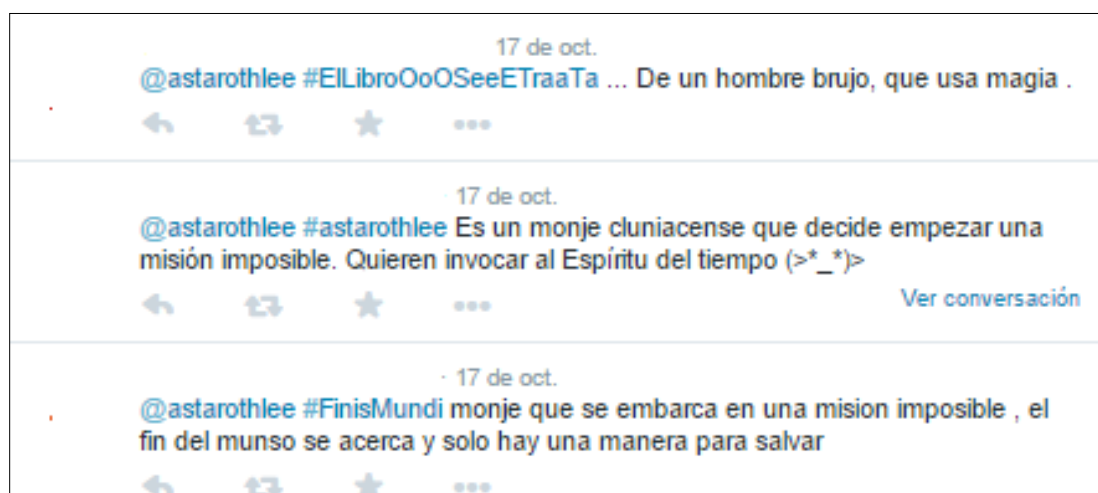 17 de oct.
@astarothlee #ElLibroOoOSeeETraaTa ... De un hombre brujo, que usa magia .
· 17 de oct.
@astarothlee #astarothlee Es un monje cluniacense que decide empezar una
misión imposible. Quieren invocar al Espíritu del tiempo (>*_*)>
Ver conversación
· 17 de oct.
@astarothlee #FinisMundi monje que se embarca en una mision imposible , el
fin del munso se acerca y solo hay una manera para salvar